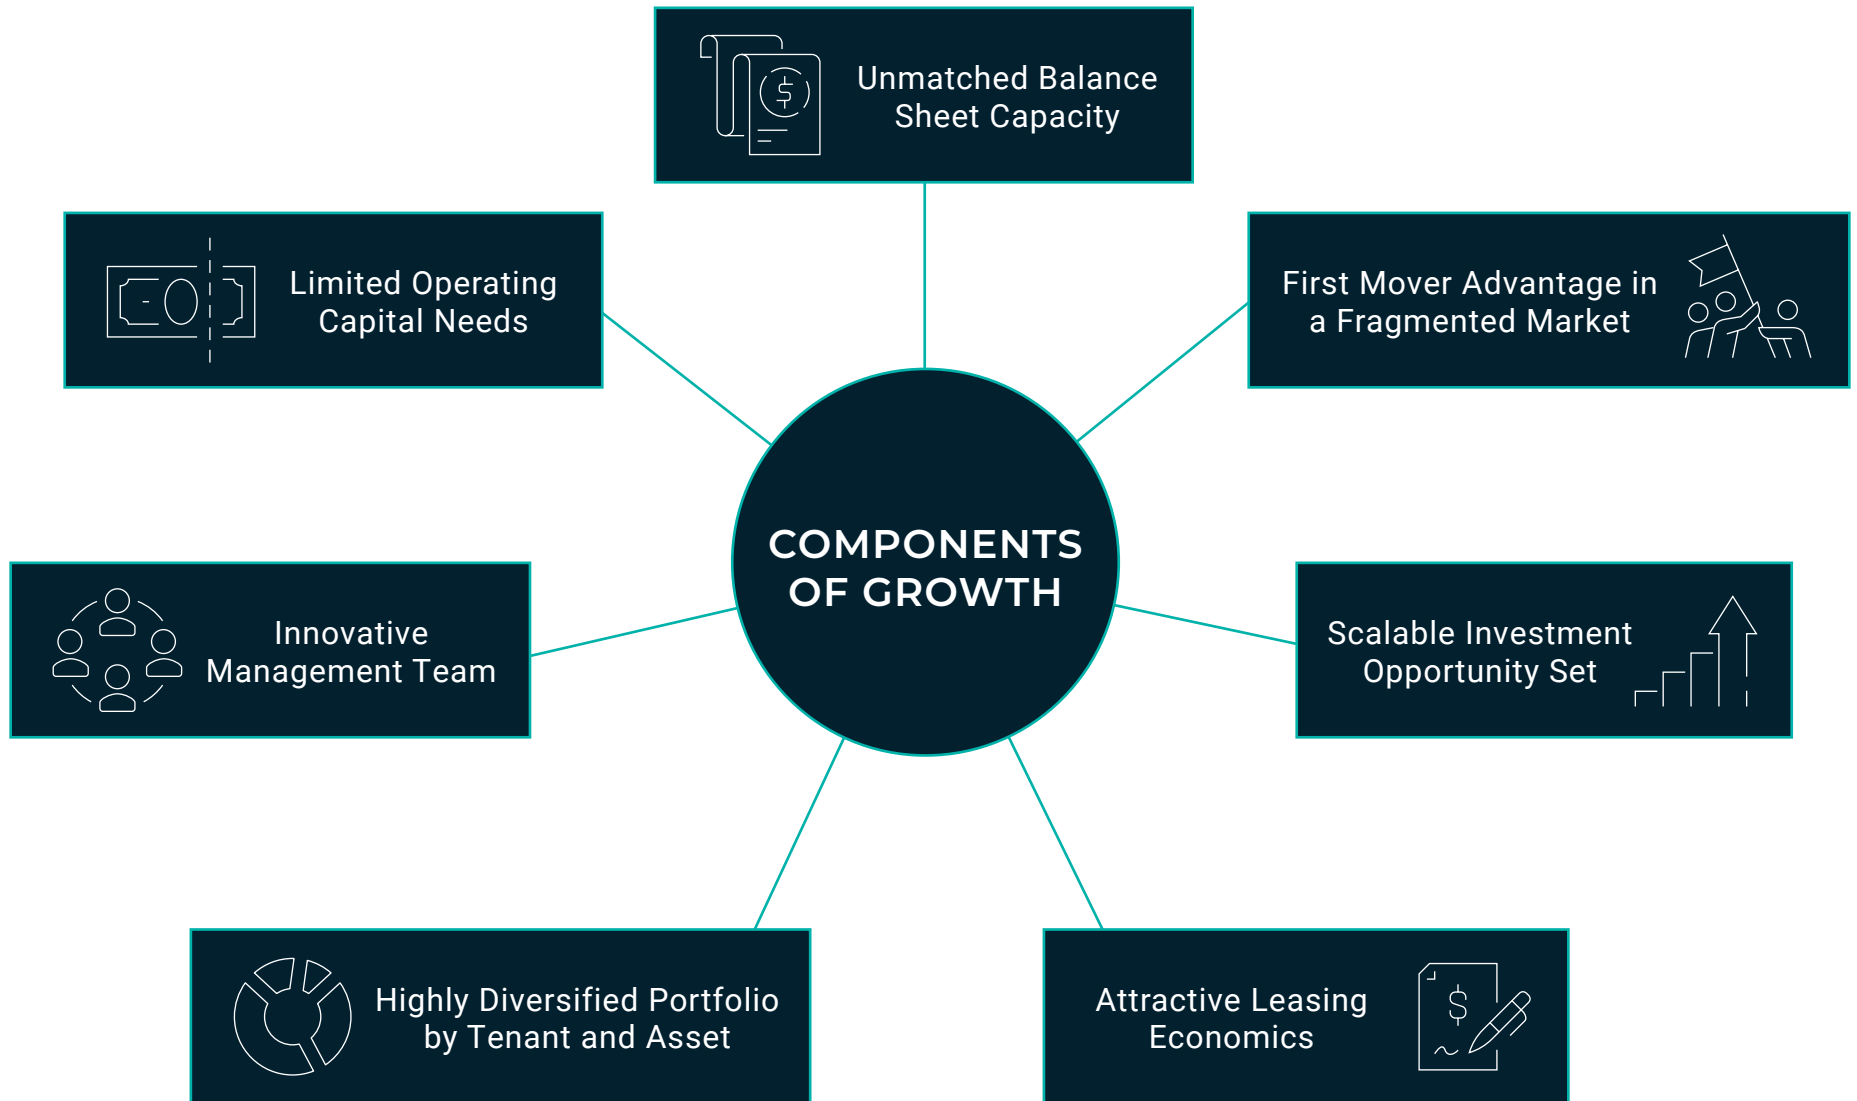 Unmatched Balance
Sheet Capacity
Limited Operating
Capital Needs
First Mover Advantage in
a Fragmented Market
COMPONENTS
OF GROWTH
Innovative
Management Team
Scalable Investment
Opportunity Set
Highly Diversified Portfolio
by Tenant and Asset
Attractive Leasing
Economics